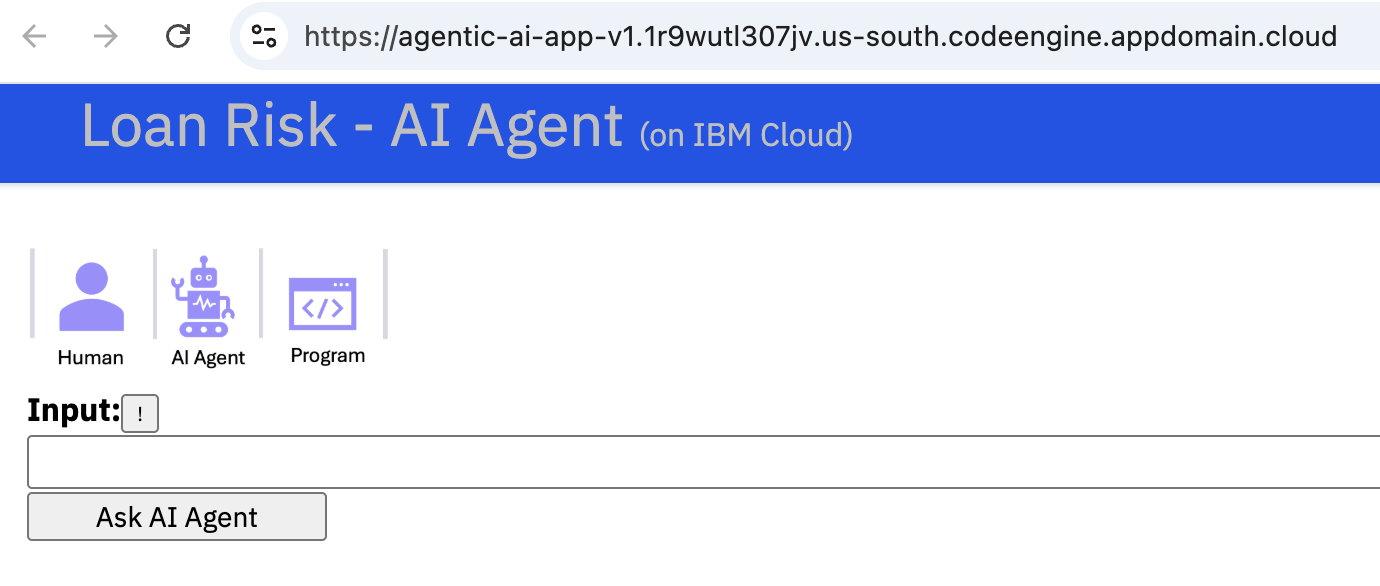 https://agentic-ai-app-v1.1r9wutl307jv.us-south.codeengine.appdomain.cloud
Loan Risk - AI Agent (on IBM Cloud)
</>
Human AI Agent Program
Input: !
Ask AI Agent